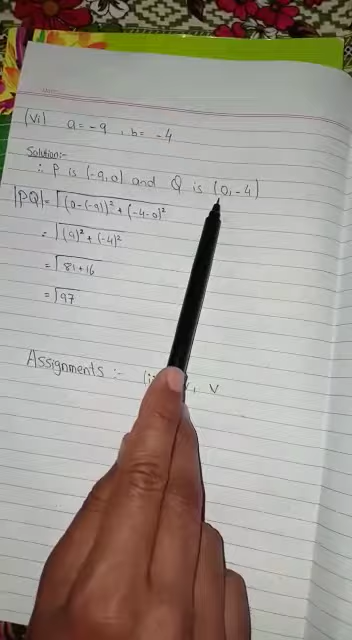 (vi) a = -9 , b = -4
Solution:-
∴ P is (-9,0) and Q is (0,-4)
|PQ| = √(0-(-9))² + (-4-0)²
= √(9)² + (-4)²
= √81+16
= √97
Assignments :- V